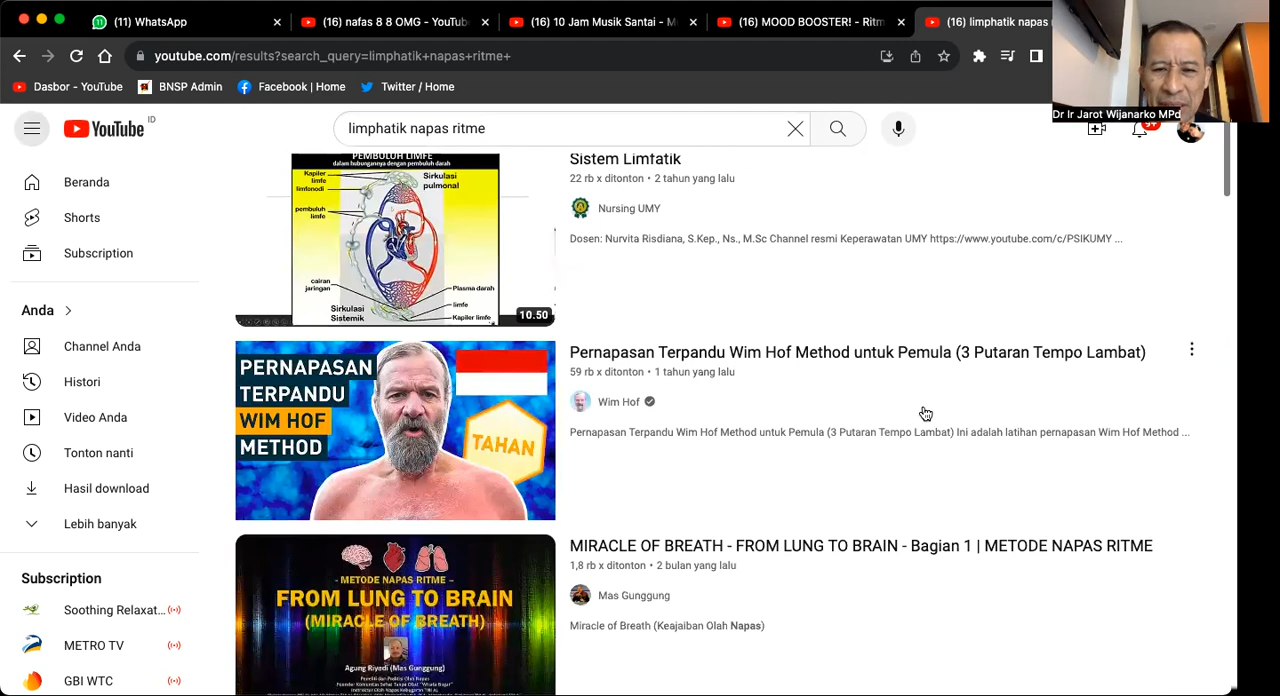 (11) WhatsApp
(16) nafas 8 8 OMG - YouTub
(16) 10 Jam Musik Santai - M
(16) MOOD BOOSTER! - Ritm
(16) limphatik napas
youtube.com/results?search_query=limphatik+napas+ritme+
Dasbor - YouTube
BNSP Admin
Facebook | Home
Twitter / Home
Dr Ir Jarot Wijanarko MPd
YouTube ID
limphatik napas ritme
9+
Beranda
Shorts
Subscription
Anda
Channel Anda
Histori
Video Anda
Tonton nanti
Hasil download
Lebih banyak
Subscription
Soothing Relaxat...
METRO TV
GBI WTC
PEMBULUH LIMFE
dalam hubungannya dengan pembuluh darah
Kapiler
limfe
limfonodi
pembuluh
limfe
Sirkulasi
pulmonal
cairan
jaringan
Sirkulasi
Sistemik
Plasma darah
limfe
Kapiler limfe
10.50
Sistem Limfatik
22 rb x ditonton • 2 tahun yang lalu
Nursing UMY
Dosen: Nurvita Risdiana, S.Kep., Ns., M.Sc Channel resmi Keperawatan UMY https://www.youtube.com/c/PSIKUMY ...
PERNAPASAN
TERPANDU
WIM HOF
METHOD
TAHAN
Pernapasan Terpandu Wim Hof Method untuk Pemula (3 Putaran Tempo Lambat)
59 rb x ditonton • 1 tahun yang lalu
Wim Hof
Pernapasan Terpandu Wim Hof Method untuk Pemula (3 Putaran Tempo Lambat) Ini adalah latihan pernapasan Wim Hof Method ...
- METODE NAPAS RITME -
FROM LUNG TO BRAIN
(MIRACLE OF BREATH)
Agung Riyadi (Mas Gunggung)
MIRACLE OF BREATH - FROM LUNG TO BRAIN - Bagian 1 | METODE NAPAS RITME
1,8 rb x ditonton • 2 bulan yang lalu
Mas Gunggung
Miracle of Breath (Keajaiban Olah Napas)